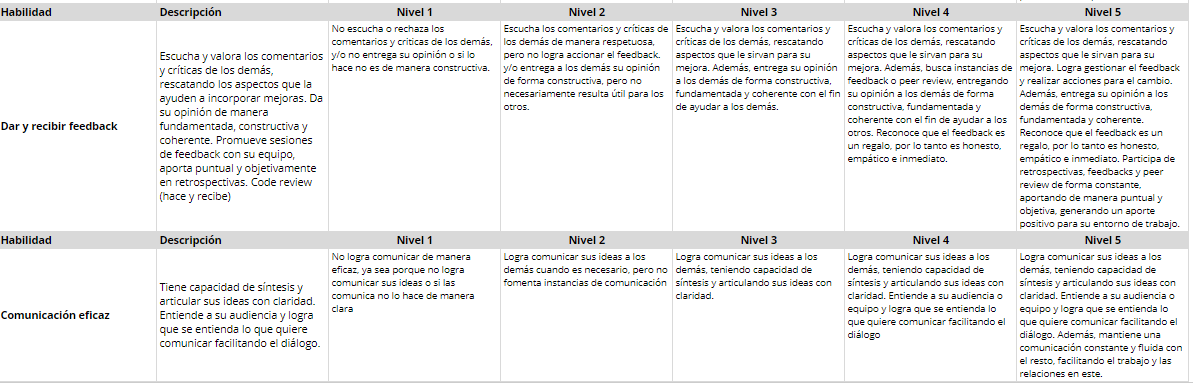 Habilidad Descripción Nivel 1 Nivel 2 Nivel 3 Nivel 4 Nivel 5
Dar y recibir feedback
Escucha y valora los comentarios
y críticas de los demás,
rescatando los aspectos que la
ayuden a incorporar mejoras. Da
su opinión de manera
fundamentada, constructiva y
coherente. Promueve sesiones
de feedback con su equipo,
aporta puntual y objetivamente
en retrospectivas. Code review
(hace y recibe)
No escucha o rechaza los
comentarios y criticas de los demás,
y/o no entrega su opinión o si lo
hace no es de manera constructiva.
Escucha los comentarios y críticas de
los demás de manera respetuosa,
pero no logra accionar el feedback.
y/o entrega a los demás su opinión
de forma constructiva, pero no
necesariamente resulta útil para los
otros.
Escucha y valora los comentarios y
críticas de los demás, rescatando
aspectos que le sirvan para su
mejora. Además, entrega su opinión
a los demás de forma constructiva,
fundamentada y coherente con el fin
de ayudar a los demás.
Escucha y valora los comentarios y
críticas de los demás, rescatando
aspectos que le sirvan para su
mejora. Además, busca instancias de
feedback o peer review, entregando
su opinión a los demás de forma
constructiva, fundamentada y
coherente con el fin de ayudar a los
otros. Reconoce que el feedback es
un regalo, por lo tanto es honesto,
empático e inmediato.
Escucha y valora los comentarios y
críticas de los demás, rescatando
aspectos que le sirvan para su
mejora. Logra gestionar el feedback
y realizar acciones para el cambio.
Además, entrega su opinión a los
demás de forma constructiva,
fundamentada y coherente.
Reconoce que el feedback es un
regalo, por lo tanto es honesto,
empático e inmediato. Participa de
retrospectivas, feedbacks y peer
review de forma constante,
aportando de manera puntual y
objetiva, generando un aporte
positivo para su entorno de trabajo.
Habilidad Descripción Nivel 1 Nivel 2 Nivel 3 Nivel 4 Nivel 5
Comunicación eficaz
Tiene capacidad de síntesis y
articular sus ideas con claridad.
Entiende a su audiencia y logra
que se entienda lo que quiere
comunicar facilitando el diálogo.
No logra comunicar de manera
eficaz, ya sea porque no logra
comunicar sus ideas o si las
comunica no lo hace de manera
clara
Logra comunicar sus ideas a los
demás cuando es necesario, pero no
fomenta instancias de comunicación
Logra comunicar sus ideas a los
demás, teniendo capacidad de
síntesis y articulando sus ideas con
claridad.
Logra comunicar sus ideas a los
demás, teniendo capacidad de
síntesis y articulando sus ideas con
claridad. Entiende a su audiencia o
equipo y logra que se entienda lo
que quiere comunicar facilitando el
diálogo
Logra comunicar sus ideas a los
demás, teniendo capacidad de
síntesis y articulando sus ideas con
claridad. Entiende a su audiencia o
equipo y logra que se entienda lo
que quiere comunicar facilitando el
diálogo. Además, mantiene una
comunicación constante y fluida con
el resto, facilitando el trabajo y las
relaciones en este.